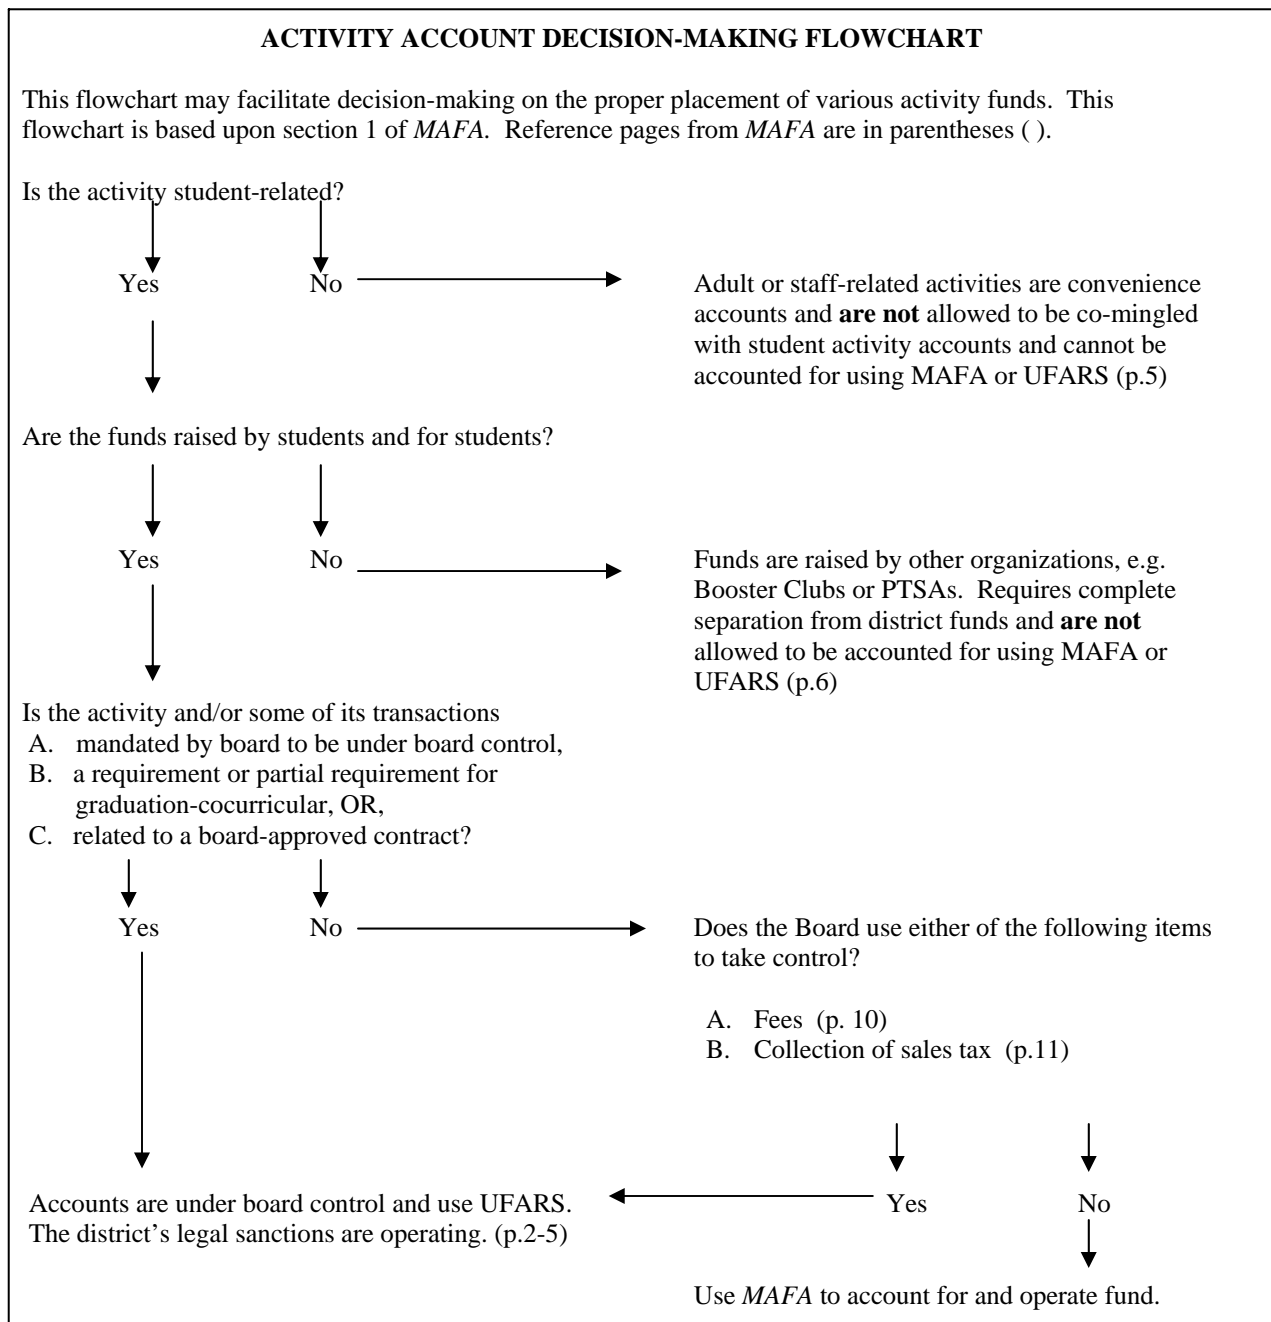 ACTIVITY ACCOUNT DECISION-MAKING FLOWCHART
This flowchart may facilitate decision-making on the proper placement of various activity funds.  This
flowchart is based upon section 1 of MAFA.  Reference pages from MAFA are in parentheses ( ).
Is the activity student-related?
Yes
No
Adult or staff-related activities are convenience
accounts and are not allowed to be co-mingled
with student activity accounts and cannot be
accounted for using MAFA or UFARS (p.5)
Are the funds raised by students and for students?
Yes
No
Funds are raised by other organizations, e.g.
Booster Clubs or PTSAs.  Requires complete
separation from district funds and are not
allowed to be accounted for using MAFA or
UFARS (p.6)
Is the activity and/or some of its transactions
A.  mandated by board to be under board control,
B.  a requirement or partial requirement for
graduation-cocurricular, OR,
C.  related to a board-approved contract?
Yes
No
Does the Board use either of the following items
to take control?
A.  Fees  (p. 10)
B.  Collection of sales tax  (p.11)
Yes
No
Accounts are under board control and use UFARS.
The district’s legal sanctions are operating. (p.2-5)
Use MAFA to account for and operate fund.